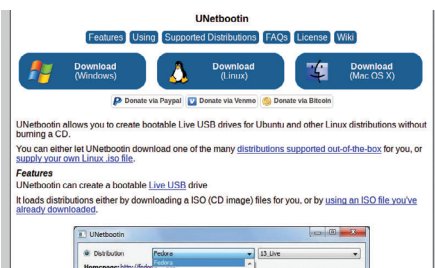 UNetbootin
Features Using Supported Distributions FAQs License Wiki
Download
(Windows)
Download
(Linux)
Download
(Mac OS X)
Donate via Paypal Donate via Venmo Donate via Bitcoin
UNetbootin allows you to create bootable Live USB drives for Ubuntu and other Linux distributions without
burning a CD.
You can either let UNetbootin download one of the many distributions supported out-of-the-box for you, or
supply your own Linux .iso file.
Features
UNetbootin can create a bootable Live USB drive
It loads distributions either by downloading a ISO (CD image) files for you, or by using an ISO file you've
already downloaded.
UNetbootin
Distribution Fedora 13_Live
Fedora